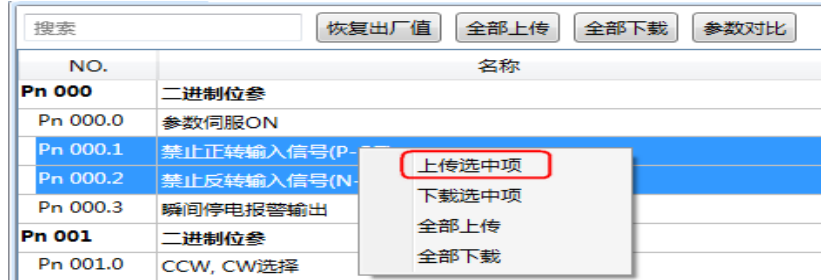 搜索 恢复出厂值 全部上传 全部下载 参数对比
NO. 名称
Pn 000 二进制位参
Pn 000.0 参数伺服ON
Pn 000.1 禁止正转输入信号(P-
Pn 000.2 禁止反转输入信号(N-
Pn 000.3 瞬间停电报警输出
Pn 001 二进制位参
Pn 001.0 CCW, CW选择
上传选中项
下载选中项
全部上传
全部下载